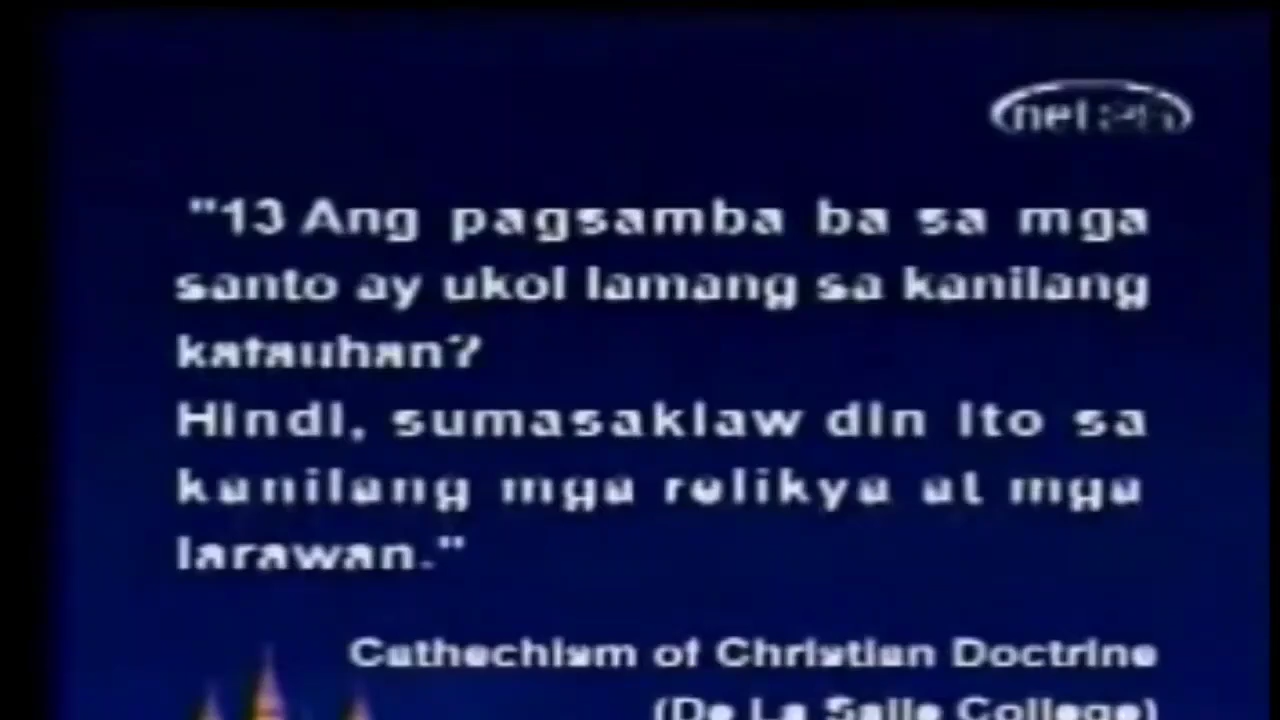 net 25
"13 Ang pagsamba ba sa mga
santo ay ukol lamang sa kanilang
katauhan?
Hindi, sumasaklaw din ito sa
kanilang mga relikya at mga
larawan."
Cathechism of Christian Doctrine
(De La Salle College)